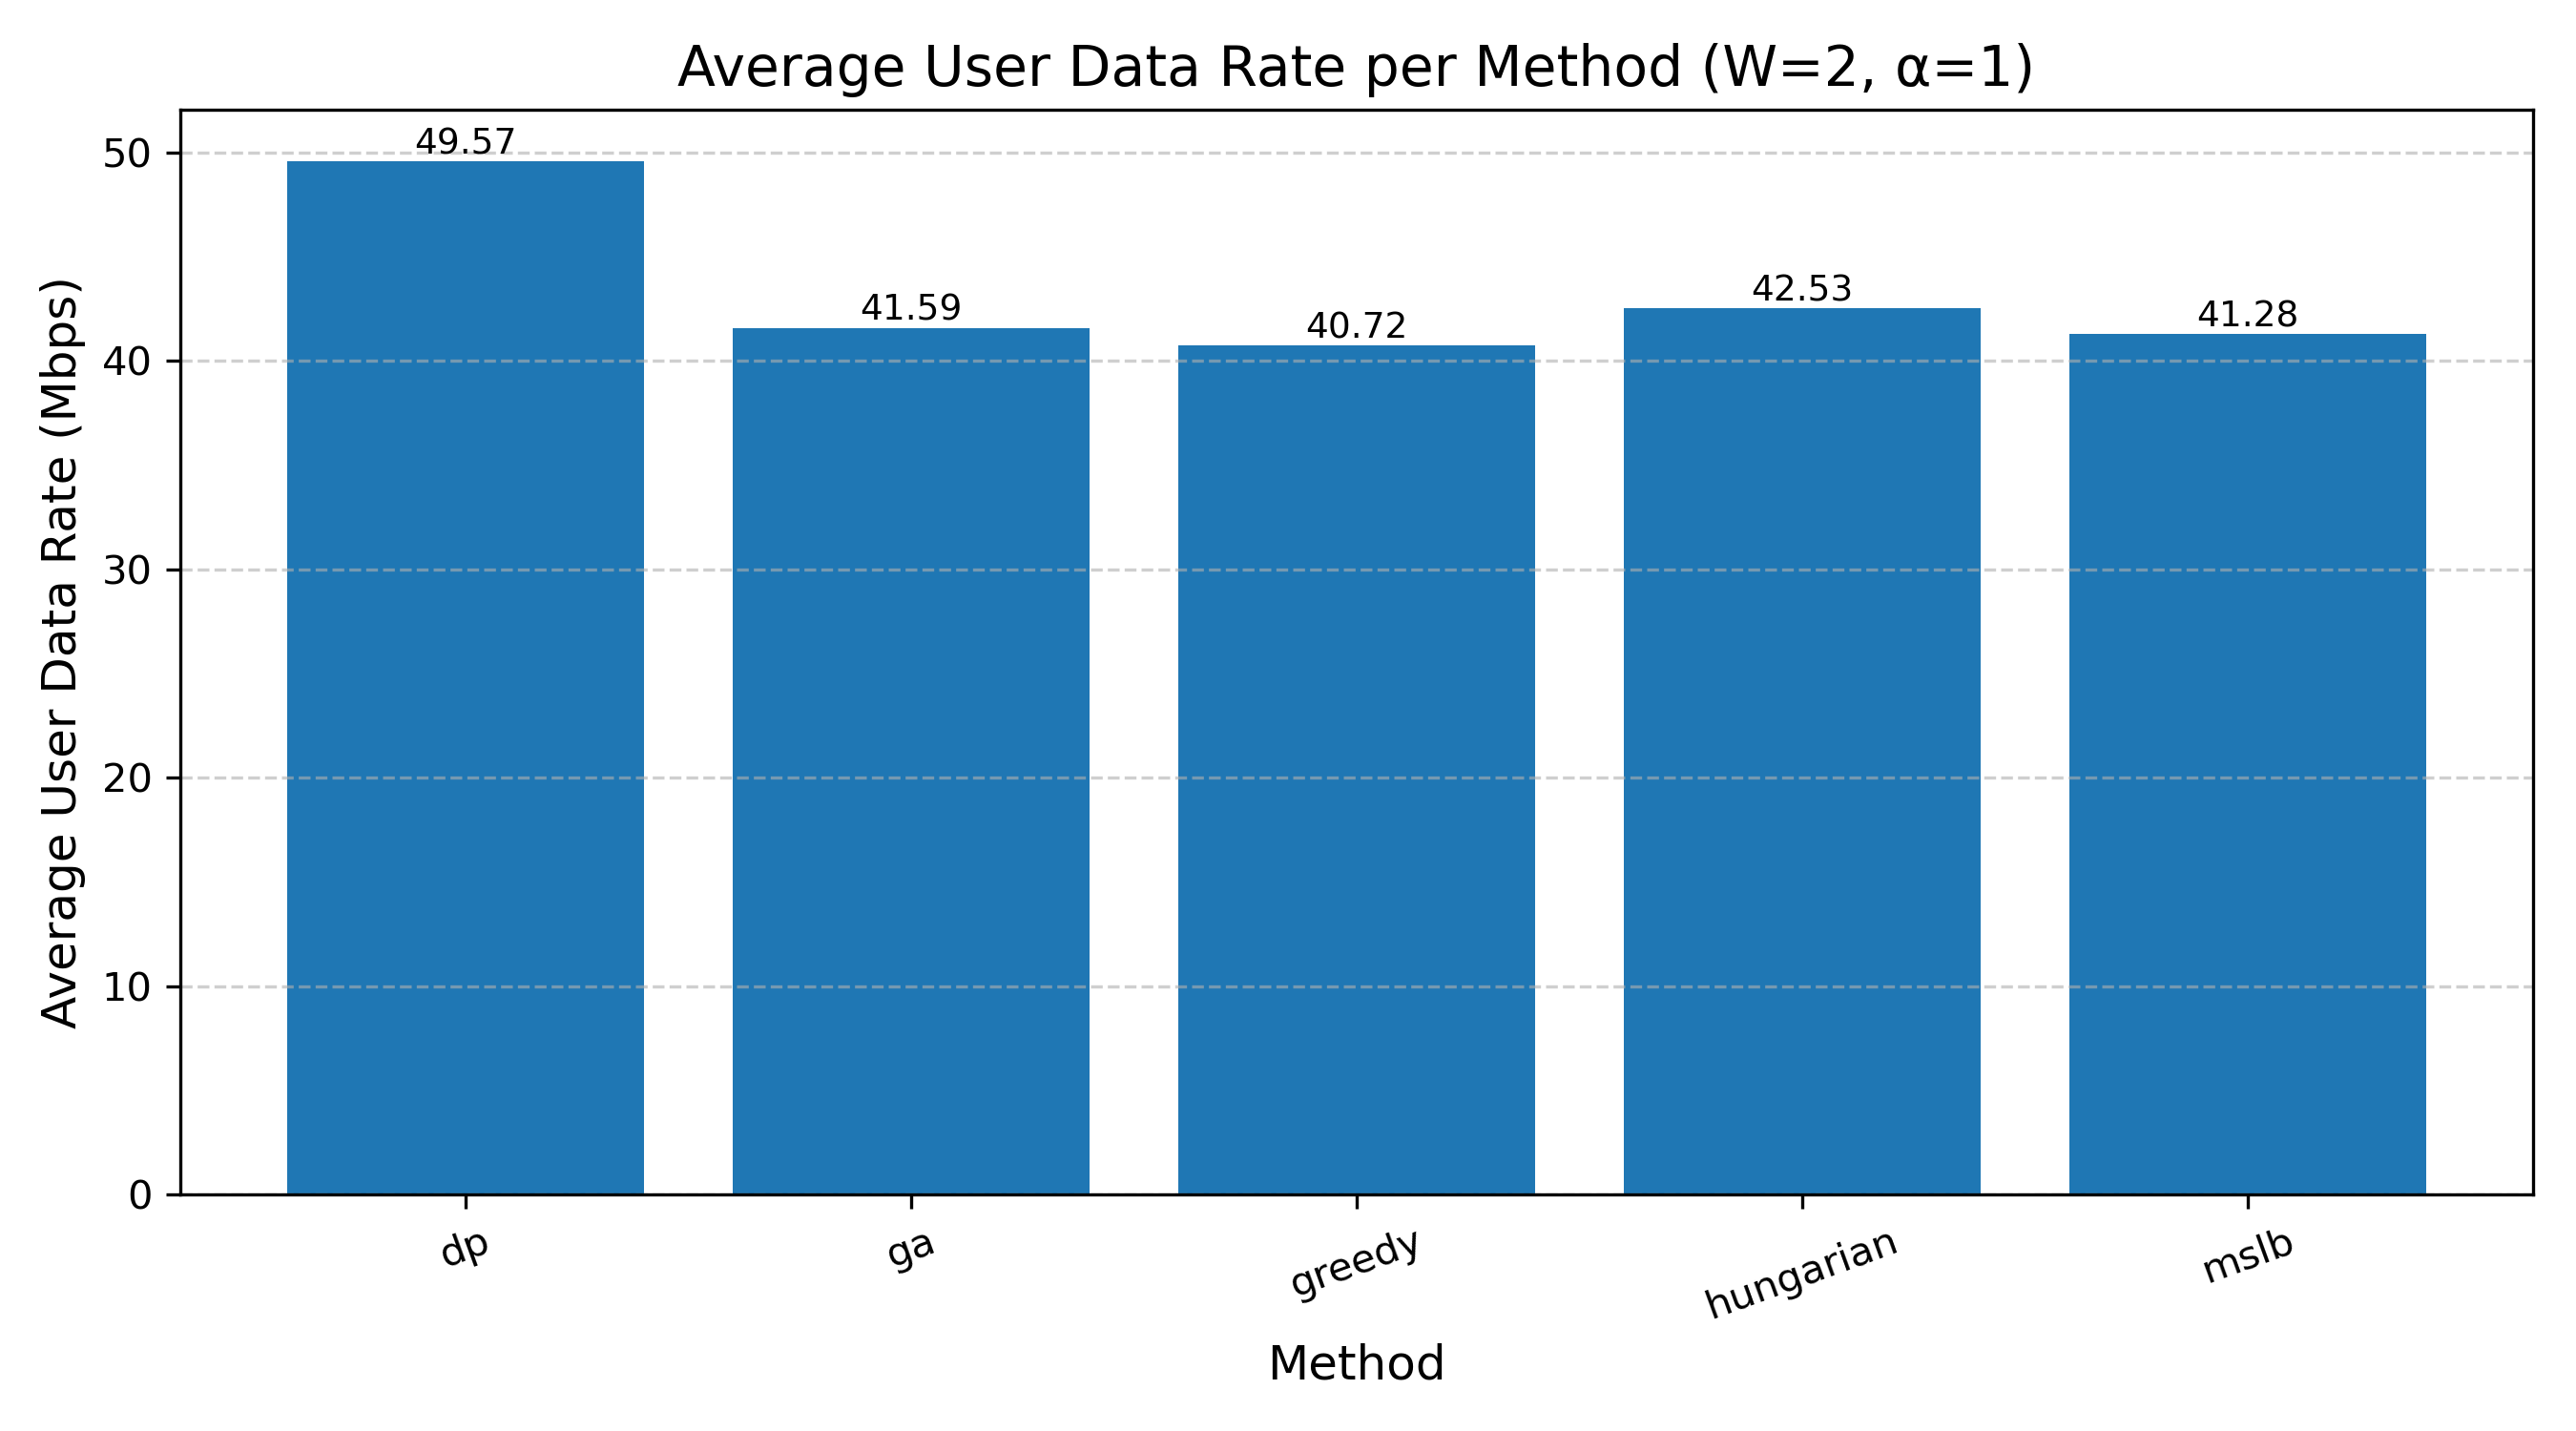 Average User Data Rate per Method (W=2, α=1)
Average User Data Rate (Mbps)
50
40
30
20
10
0
49.57
41.59
40.72
42.53
41.28
dp
ga
greedy
hungarian
mslb
Method